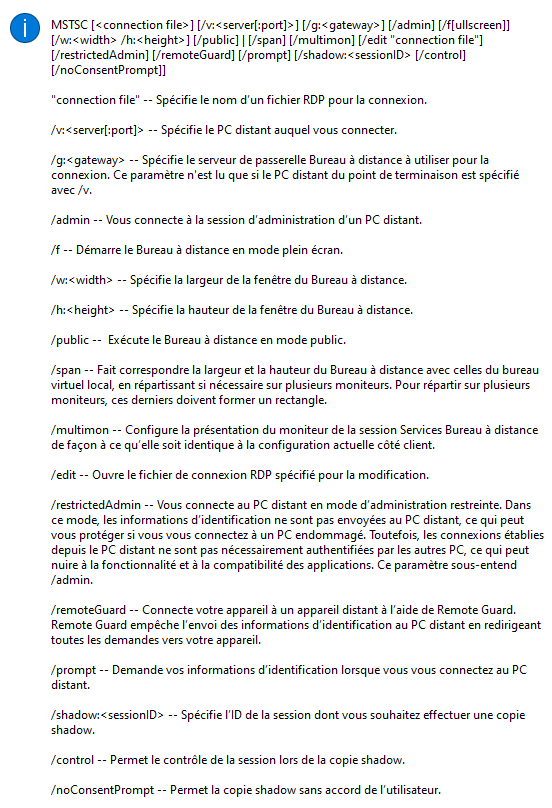 MSTSC [<connection file>] [/v:<server[:port]>] [/g:<gateway>] [/admin] [/f[ullscreen]]
[/w:<width> /h:<height>] [/public] | [/span] [/multimon] [/edit "connection file"]
[/restrictedAdmin] [/remoteGuard] [/prompt] [/shadow:<sessionID> [/control]
[/noConsentPrompt]]
"connection file" -- Spécifie le nom d'un fichier RDP pour la connexion.
/v:<server[:port]> -- Spécifie le PC distant auquel vous connecter.
/g:<gateway> -- Spécifie le serveur de passerelle Bureau à distance à utiliser pour la
connexion. Ce paramètre n'est lu que si le PC distant du point de terminaison est spécifié
avec /v.
/admin -- Vous connecte à la session d'administration d'un PC distant.
/f -- Démarre le Bureau à distance en mode plein écran.
/w:<width> -- Spécifie la largeur de la fenêtre du Bureau à distance.
/h:<height> -- Spécifie la hauteur de la fenêtre du Bureau à distance.
/public --  Exécute le Bureau à distance en mode public.
/span -- Fait correspondre la largeur et la hauteur du Bureau à distance avec celles du bureau
virtuel local, en répartissant si nécessaire sur plusieurs moniteurs. Pour répartir sur plusieurs
moniteurs, ces derniers doivent former un rectangle.
/multimon -- Configure la présentation du moniteur de la session Services Bureau à distance
de façon à ce qu'elle soit identique à la configuration actuelle côté client.
/edit -- Ouvre le fichier de connexion RDP spécifié pour la modification.
/restrictedAdmin -- Vous connecte au PC distant en mode d'administration restreinte. Dans
ce mode, les informations d'identification ne sont pas envoyées au PC distant, ce qui peut
vous protéger si vous vous connectez à un PC endommagé. Toutefois, les connexions établies
depuis le PC distant ne sont pas nécessairement authentifiées par les autres PC, ce qui peut
nuire à la fonctionnalité et à la compatibilité des applications. Ce paramètre sous-entend
/admin.
/remoteGuard -- Connecte votre appareil à un appareil distant à l'aide de Remote Guard.
Remote Guard empêche l'envoi des informations d'identification au PC distant en redirigeant
toutes les demandes vers votre appareil.
/prompt -- Demande vos informations d'identification lorsque vous vous connectez au PC
distant.
/shadow:<sessionID> -- Spécifie l'ID de la session dont vous souhaitez effectuer une copie
shadow.
/control -- Permet le contrôle de la session lors de la copie shadow.
/noConsentPrompt -- Permet la copie shadow sans accord de l'utilisateur.